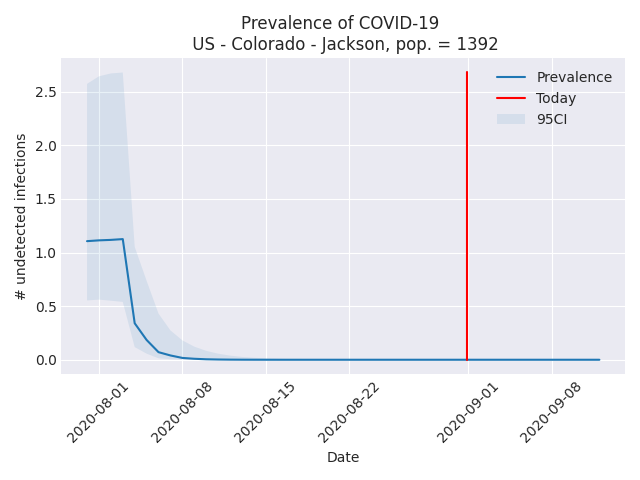 Prevalence of COVID-19
US - Colorado - Jackson, pop. = 1392
Prevalence
Today
95CI
# undetected infections
2.5
2.0
1.5
1.0
0.5
0.0
2020-08-01
2020-08-08
2020-08-15
2020-08-22
2020-09-01
2020-09-08
Date